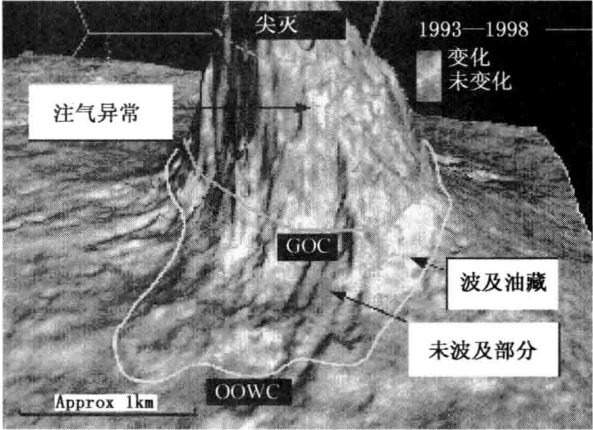 尖灭
1993—1998
变化
未变化
注气异常
GOC
波及油藏
未波及部分
OOWC
Approx 1km